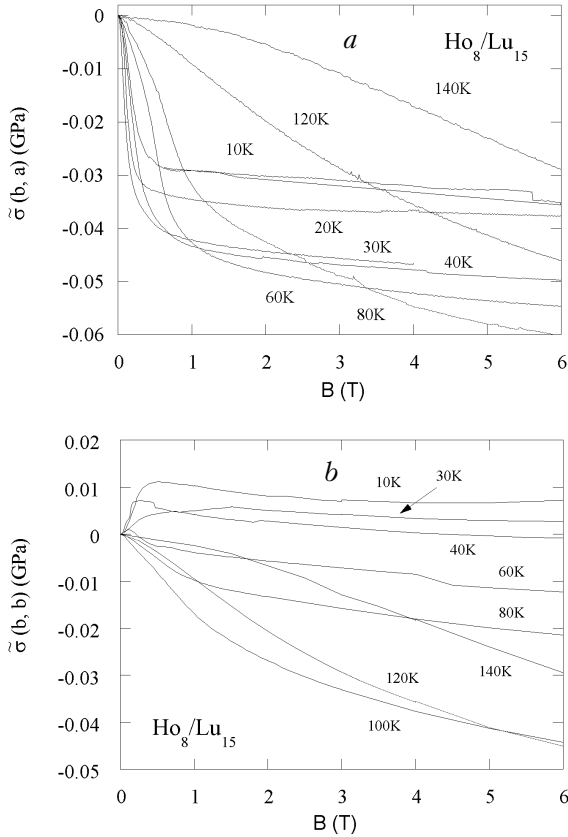 0
-0.01
-0.02
-0.03
-0.04
-0.05
-0.06
σ̃ (b, a) (GPa)
a
Ho8/Lu15
140K
120K
10K
20K
30K
40K
60K
80K
0 1 2 3 4 5 6
B (T)
0.02
0.01
0
-0.01
-0.02
-0.03
-0.04
-0.05
σ̃ (b, b) (GPa)
b
30K
10K
40K
60K
80K
120K
140K
100K
Ho8/Lu15
0 1 2 3 4 5 6
B (T)